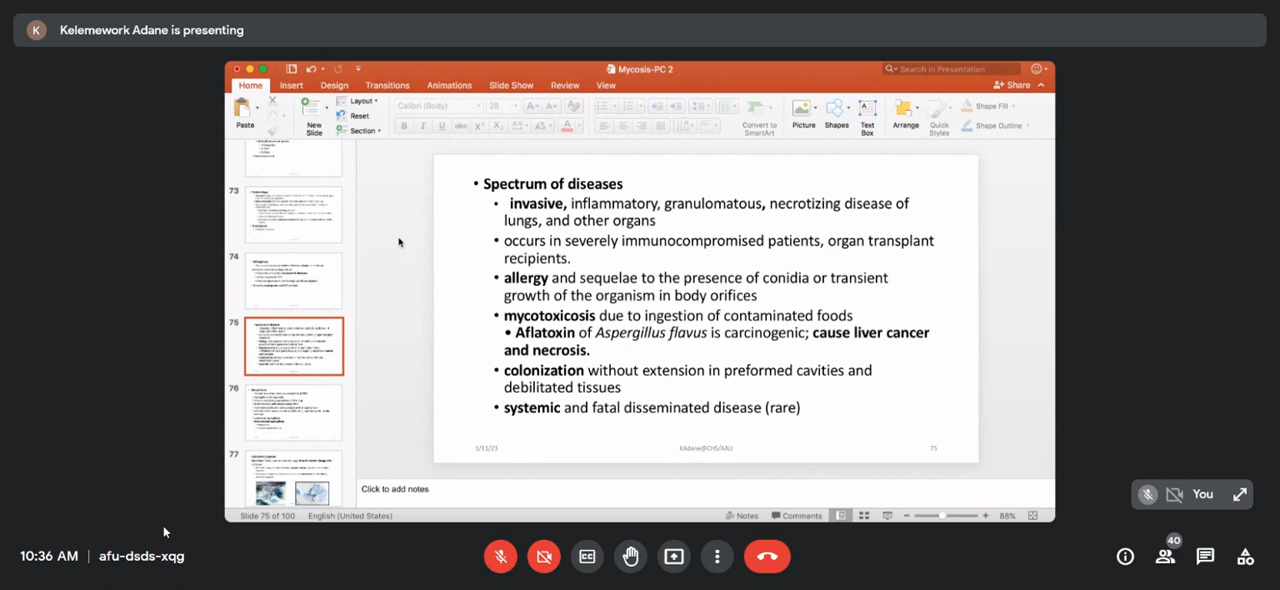 K Kelemework Adane is presenting
Mycosis-PC 2
Search in Presentation
Home Insert Design Transitions Animations Slide Show Review View
Share
Paste
New
Slide
Layout
Reset
Section
Calibri (Body) 28
Convert to
SmartArt
Picture
Shapes
Text
Box
Arrange
Quick
Styles
Shape Fill
Shape Outline
73
74
75
76
77
• Spectrum of diseases
• invasive, inflammatory, granulomatous, necrotizing disease of
lungs, and other organs
• occurs in severely immunocompromised patients, organ transplant
recipients.
• allergy and sequelae to the presence of conidia or transient
growth of the organism in body orifices
• mycotoxicosis due to ingestion of contaminated foods
• Aflatoxin of Aspergillus flavus-carcinogenic; cause liver cancer
and necrosis.
• colonization without extension in preformed cavities and
debilitated tissues
• systemic and fatal disseminated disease (rare)
1/11/23 KAdane@CHS/AAU 75
Click to add notes
Slide 75 of 100 English (United States) Notes Comments 88%
You
10:36 AM | afu-dsds-xqg
40